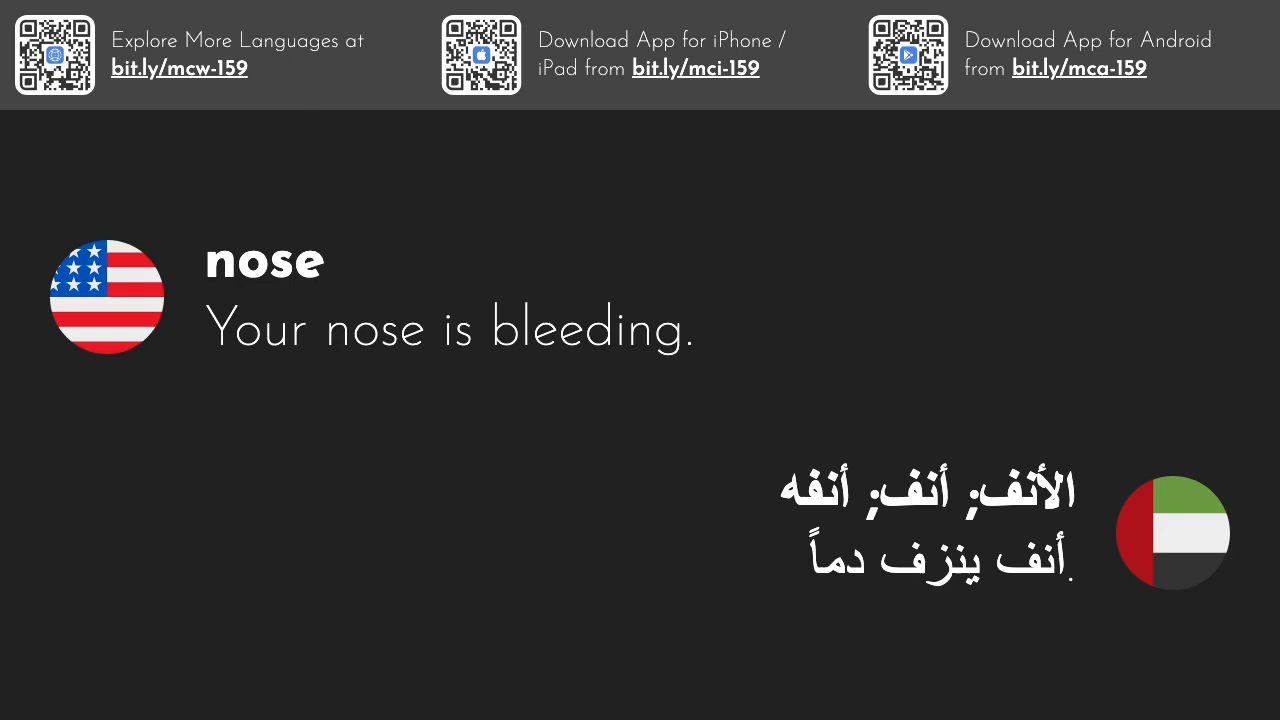 Explore More Languages at
bit.ly/mcw-159
Download App for iPhone /
iPad from bit.ly/mci-159
Download App for Android
from bit.ly/mca-159
nose
Your nose is bleeding.
الأنف; أنف; أنفه
أنف ينزف دماً.